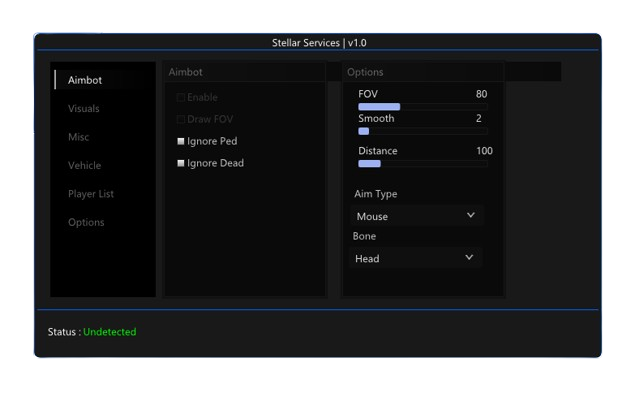 Stellar Services | v1.0
Aimbot
Visuals
Misc
Vehicle
Player List
Options
Aimbot
Enable
Draw FOV
Ignore Ped
Ignore Dead
Options
FOV 80
Smooth 2
Distance 100
Aim Type
Mouse
Bone
Head
Status : Undetected